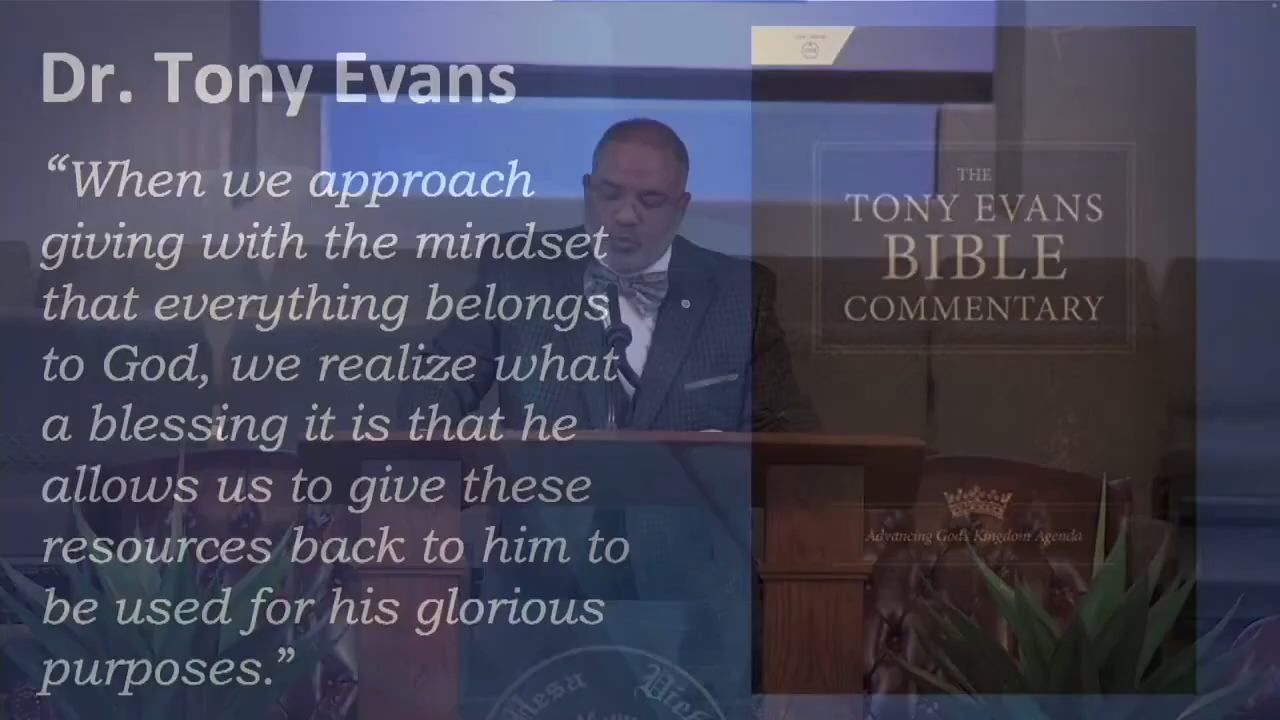 Dr. Tony Evans
“When we approach
giving with the mindset
that everything belongs
to God, we realize what
a blessing it is that he
allows us to give these
resources back to him to
be used for his glorious
purposes.”
THE
TONY EVANS
BIBLE
COMMENTARY
Advancing God's Kingdom Agenda
Mesa